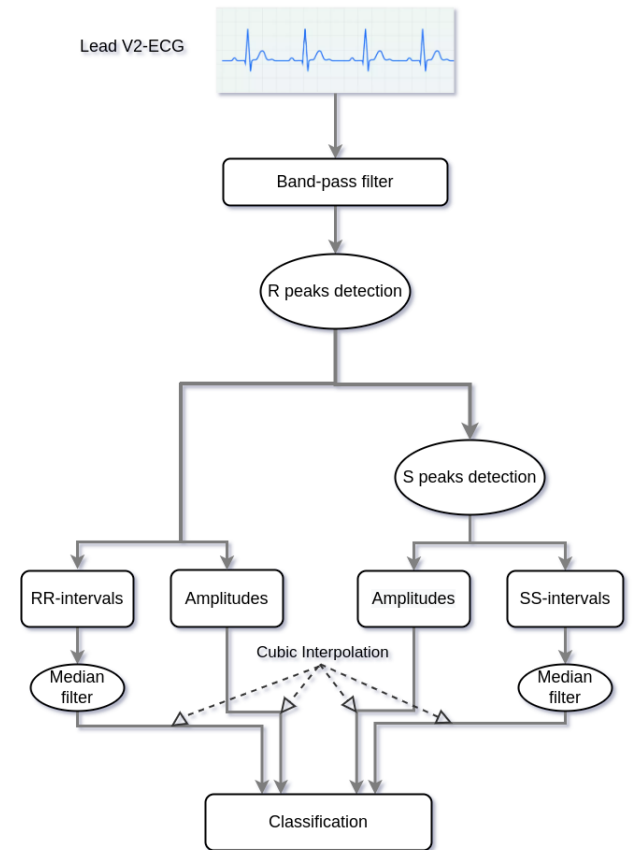 Lead V2-ECG
Band-pass filter
R peaks detection
S peaks detection
RR-intervals
Amplitudes
Amplitudes
SS-intervals
Cubic Interpolation
Median
filter
Median
filter
Classification